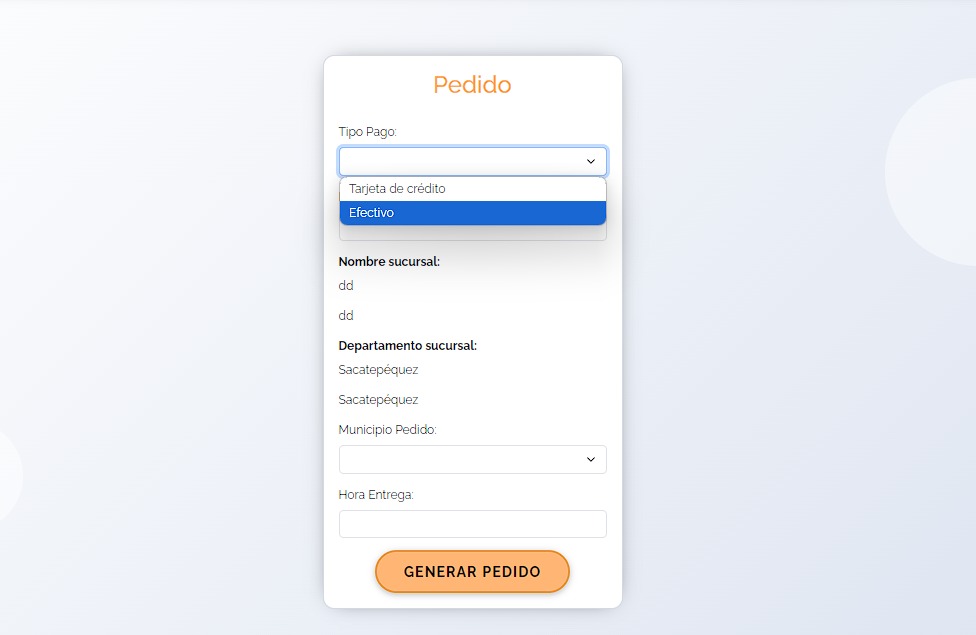 Pedido
Tipo Pago:
Tarjeta de crédito
Efectivo
Nombre sucursal:
dd
dd
Departamento sucursal:
Sacatepéquez
Sacatepéquez
Municipio Pedido:
Hora Entrega:
GENERAR PEDIDO